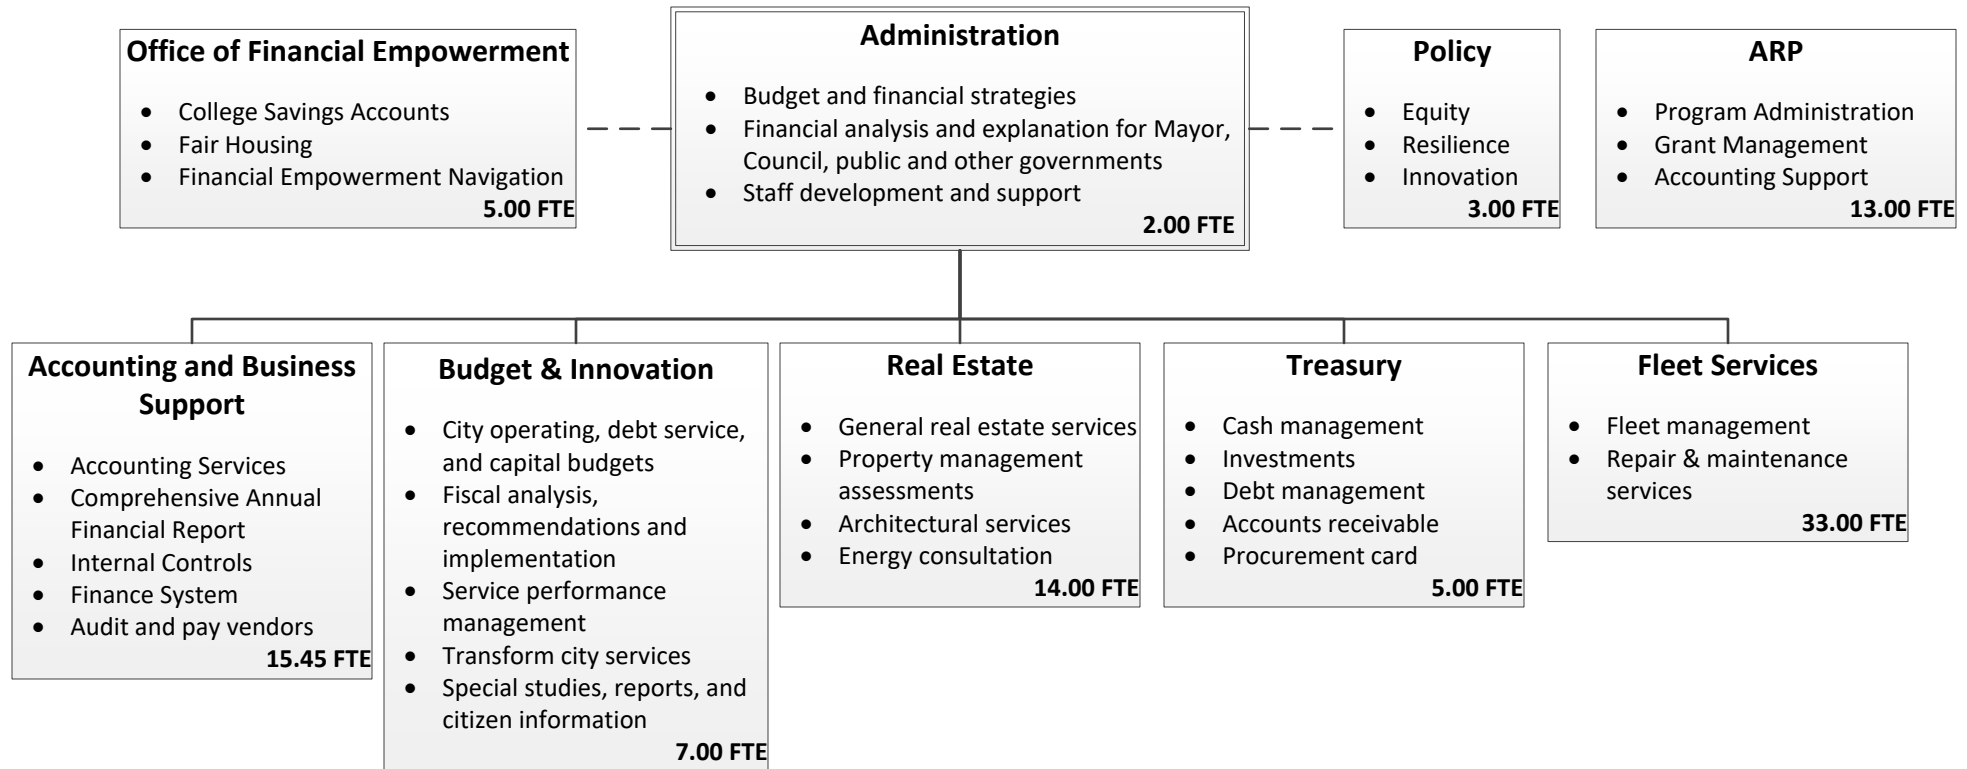 Office of Financial Empowerment
• College Savings Accounts
• Fair Housing
• Financial Empowerment Navigation
5.00 FTE
Administration
• Budget and financial strategies
• Financial analysis and explanation for Mayor,
Council, public and other governments
• Staff development and support
2.00 FTE
Policy
• Equity
• Resilience
• Innovation
3.00 FTE
ARP
• Program Administration
• Grant Management
• Accounting Support
13.00 FTE
Accounting and Business
Support
• Accounting Services
• Comprehensive Annual
Financial Report
• Internal Controls
• Finance System
• Audit and pay vendors
15.45 FTE
Budget & Innovation
• City operating, debt service,
and capital budgets
• Fiscal analysis,
recommendations and
implementation
• Service performance
management
• Transform city services
• Special studies, reports, and
citizen information
7.00 FTE
Real Estate
• General real estate services
• Property management
assessments
• Architectural services
• Energy consultation
14.00 FTE
Treasury
• Cash management
• Investments
• Debt management
• Accounts receivable
• Procurement card
5.00 FTE
Fleet Services
• Fleet management
• Repair & maintenance
services
33.00 FTE